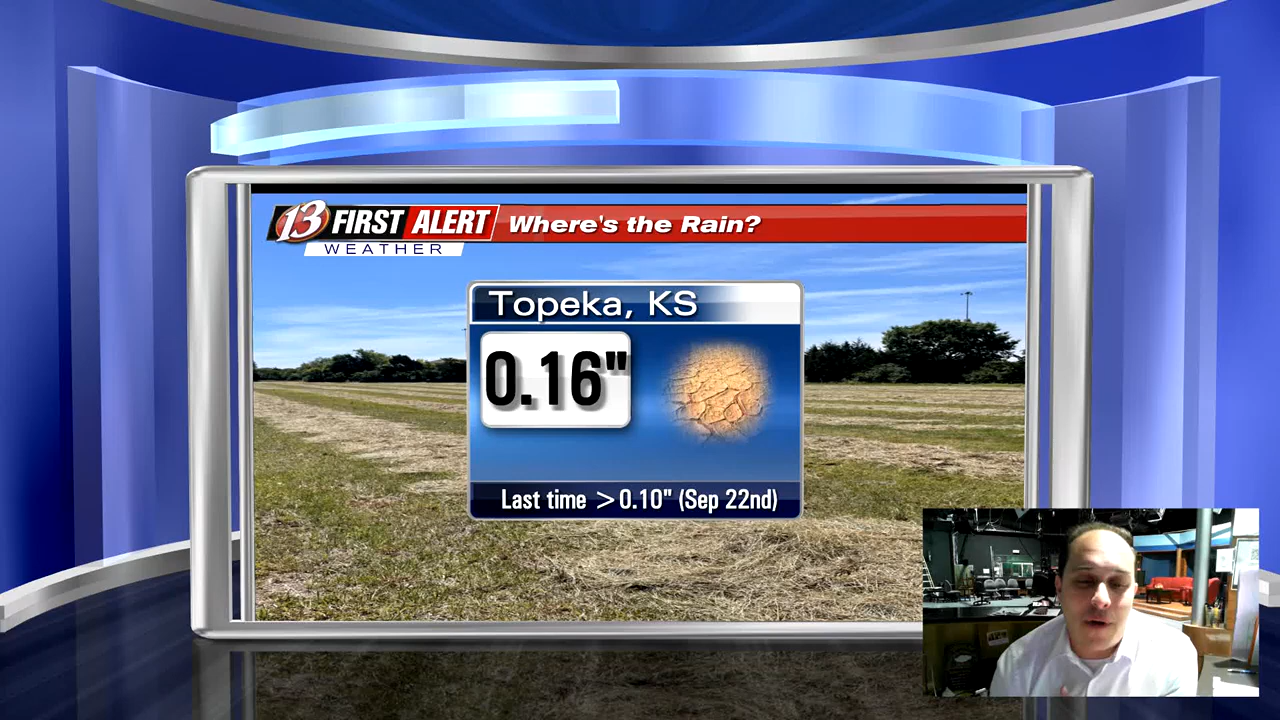 13 FIRST ALERT
WEATHER
Where's the Rain?
Topeka, KS
0.16"
Last time >0.10" (Sep 22nd)